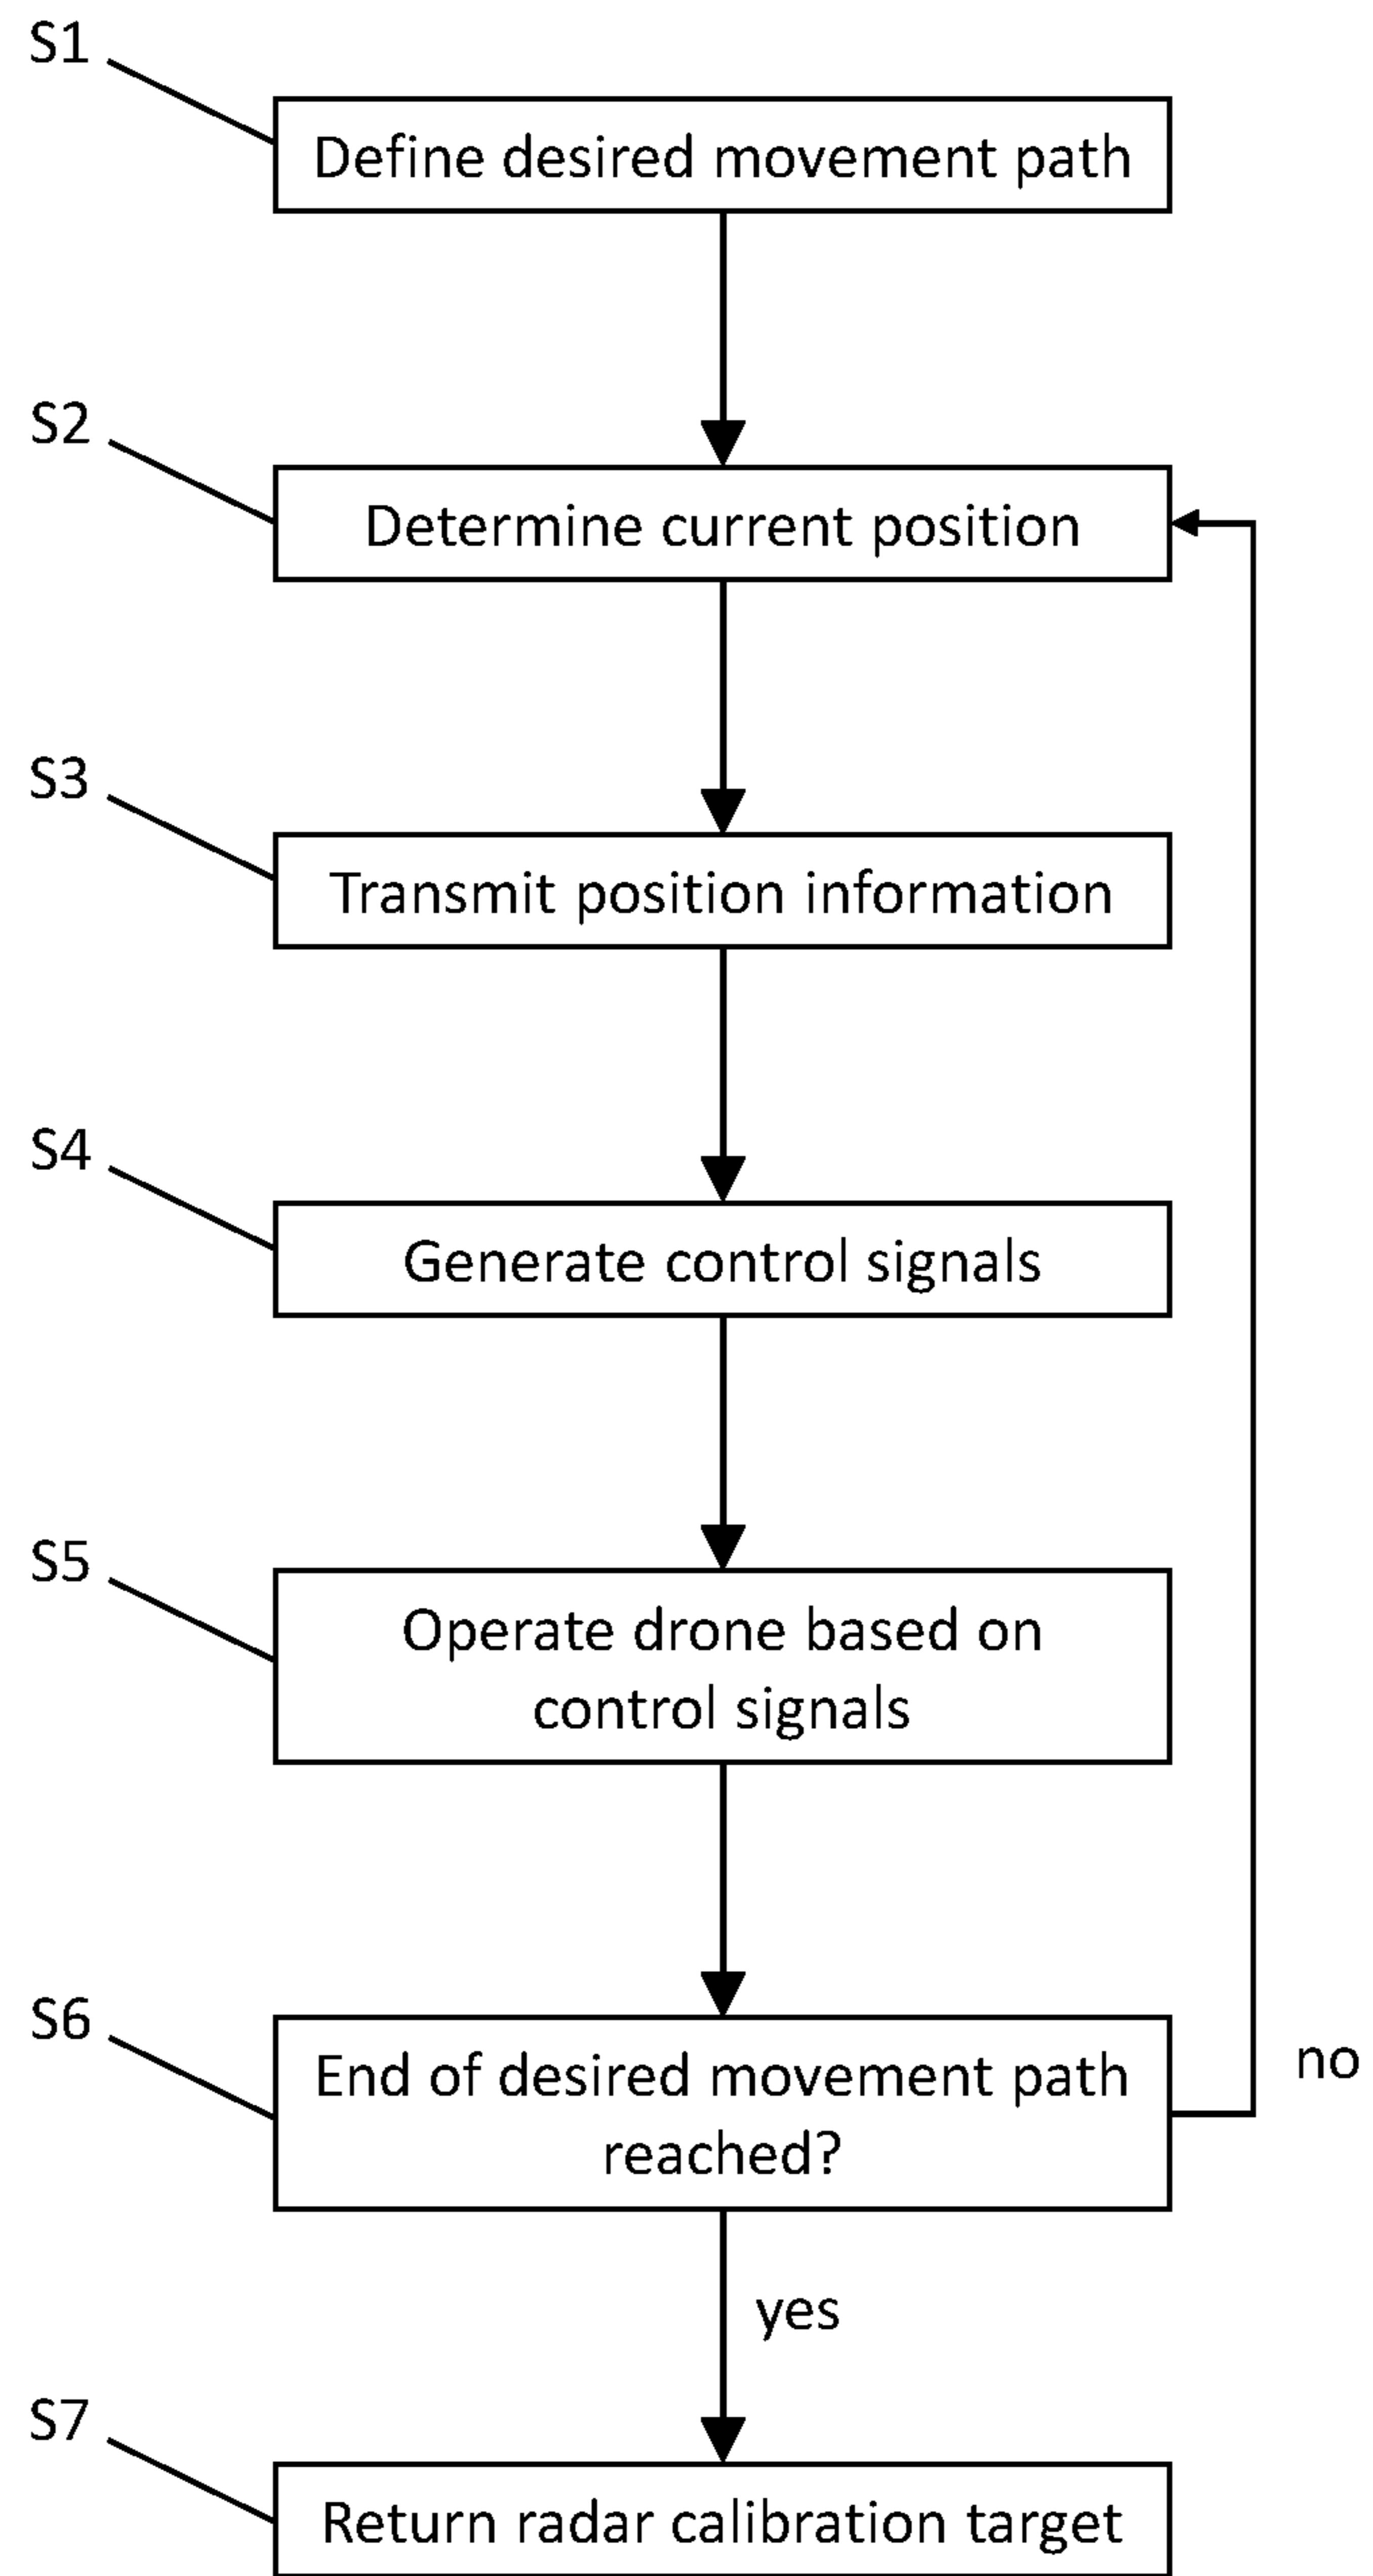 S1
Define desired movement path
S2
Determine current position
S3
Transmit position information
S4
Generate control signals
S5
Operate drone based on
control signals
S6
End of desired movement path
reached?
no
yes
S7
Return radar calibration target